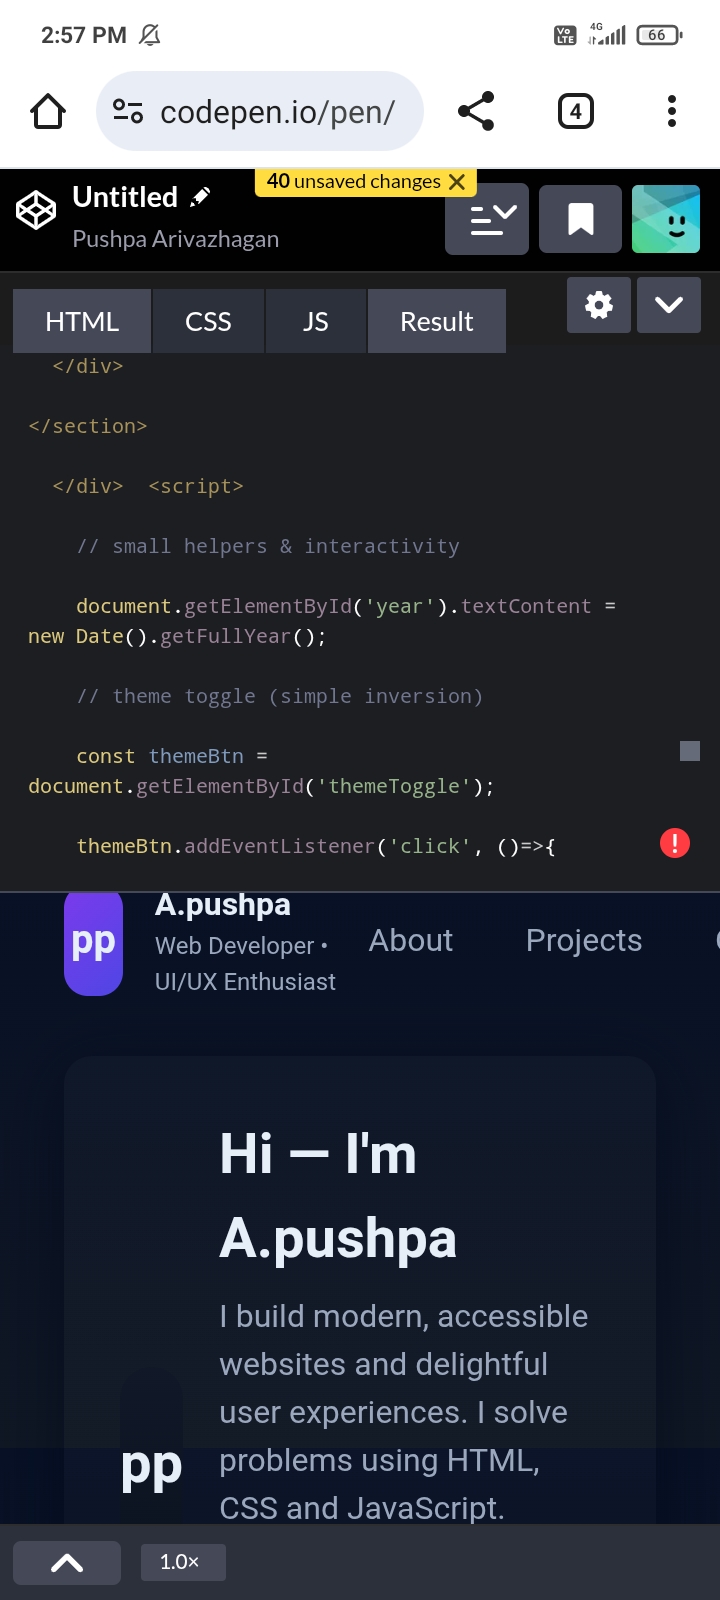 2:57 PM
Vo LTE 4G 66
codepen.io/pen/
4
40 unsaved changes
Untitled
Pushpa Arivazhagan
HTML CSS JS Result
</div>
</section>
</div>  <script>
// small helpers & interactivity
document.getElementById('year').textContent =
new Date().getFullYear();
// theme toggle (simple inversion)
const themeBtn =
document.getElementById('themeToggle');
themeBtn.addEventListener('click', ()=>{
pp
A.pushpa
Web Developer •
UI/UX Enthusiast
About Projects
Hi — I'm
A.pushpa
I build modern, accessible
websites and delightful
user experiences. I solve
problems using HTML,
CSS and JavaScript.
pp
1.0×